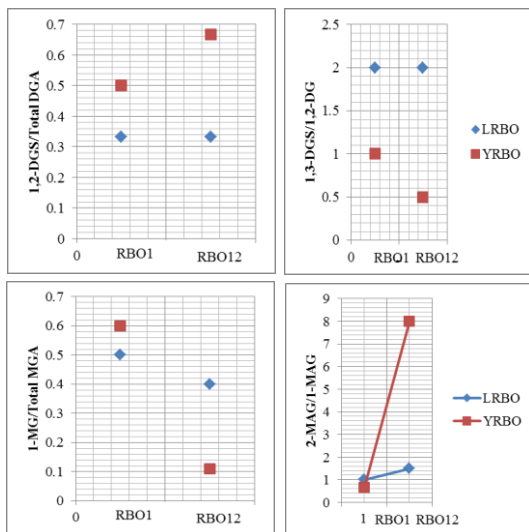 1,2-DGS/Total DGA
0.7
0.6
0.5
0.4
0.3
0.2
0.1
0
0
RBO1
RBO12
1,3-DGS/1,2-DG
2.5
2
1.5
1
0.5
0
RBO1
RBO12
LRBO
YRBO
1-MG/Total MGA
0.7
0.6
0.5
0.4
0.3
0.2
0.1
0
0
RBO1
RBO12
2-MAG/1-MAG
9
8
7
6
5
4
3
2
1
0
1
RBO1
RBO12
LRBO
YRBO